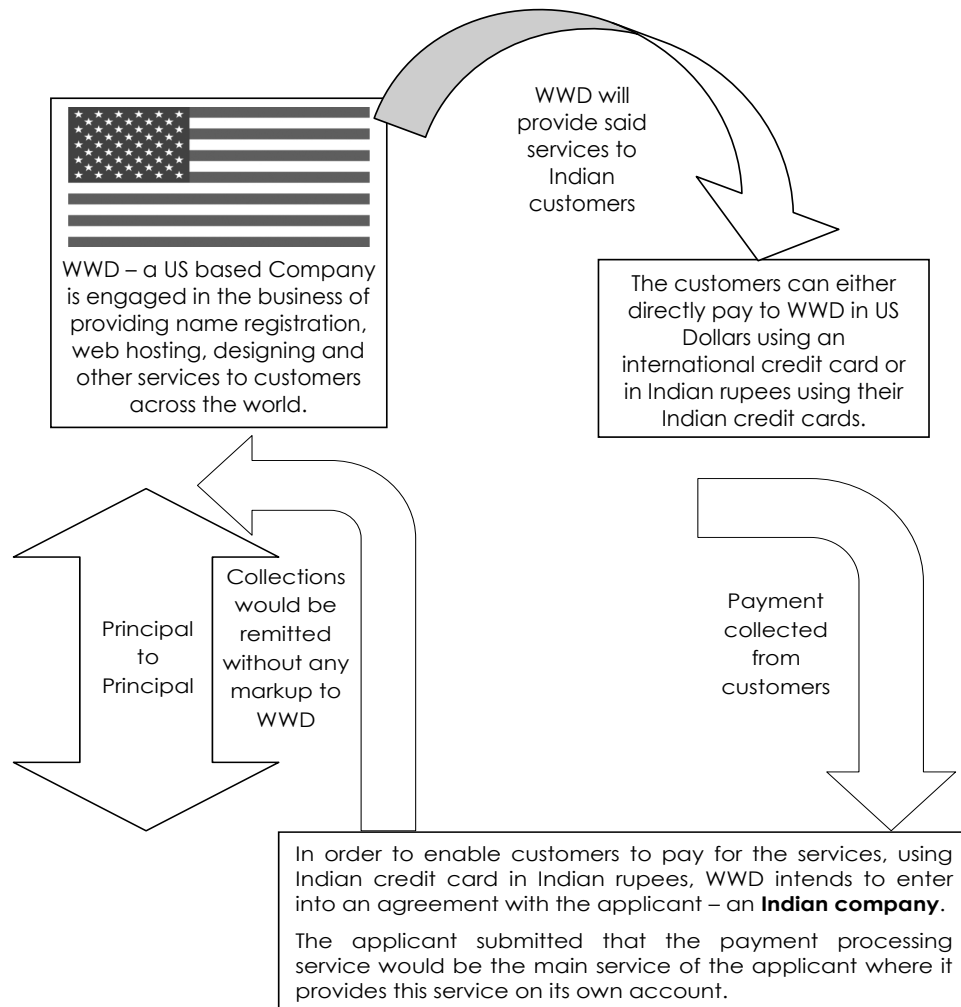 WWD will
provide said
services to
Indian
customers
WWD – a US based Company
is engaged in the business of
providing name registration,
web hosting, designing and
other services to customers
across the world.
The customers can either
directly pay to WWD in US
Dollars using an
international credit card or
in Indian rupees using their
Indian credit cards.
Principal
to
Principal
Collections
would be
remitted
without any
markup to
WWD
Payment
collected
from
customers
In order to enable customers to pay for the services, using
Indian credit card in Indian rupees, WWD intends to enter
into an agreement with the applicant – an Indian company.
The applicant submitted that the payment processing
service would be the main service of the applicant where it
provides this service on its own account.